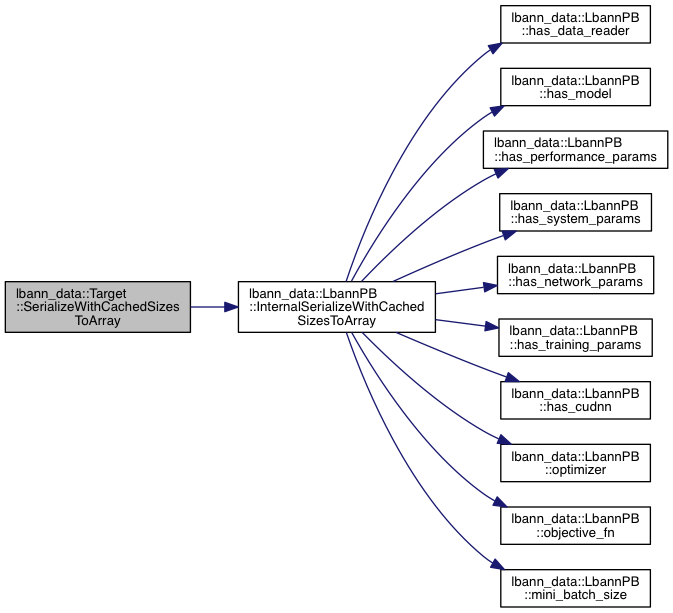 lbann_data::LbannPB
::has_data_reader
lbann_data::LbannPB
::has_model
lbann_data::LbannPB
::has_performance_params
lbann_data::LbannPB
::has_system_params
lbann_data::LbannPB
::has_network_params
lbann_data::Target
::SerializeWithCachedSizes
ToArray
lbann_data::LbannPB
::InternalSerializeWithCached
SizesToArray
lbann_data::LbannPB
::has_training_params
lbann_data::LbannPB
::has_cudnn
lbann_data::LbannPB
::optimizer
lbann_data::LbannPB
::objective_fn
lbann_data::LbannPB
::mini_batch_size